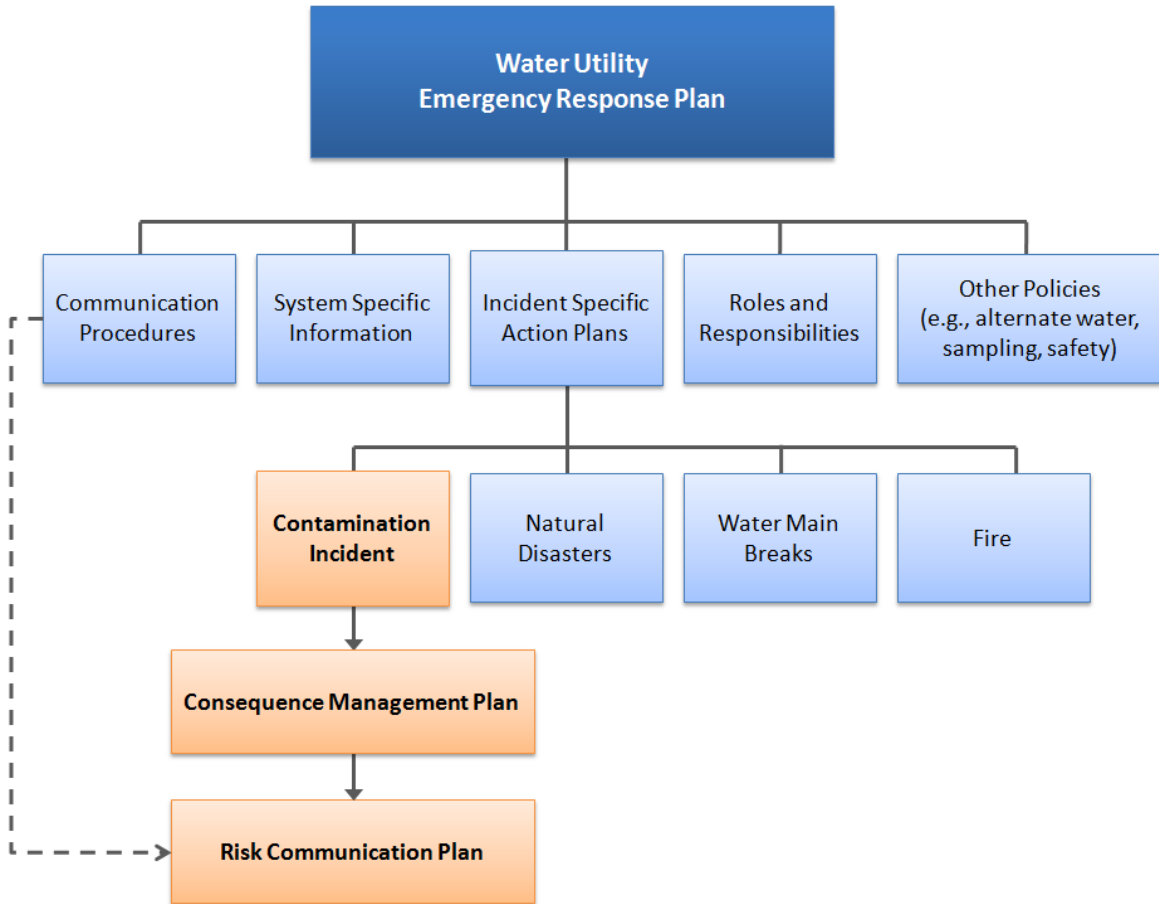 Water Utility
Emergency Response Plan
Communication
Procedures
System Specific
Information
Incident Specific
Action Plans
Roles and
Responsibilities
Other Policies
(e.g., alternate water,
sampling, safety)
Contamination
Incident
Natural
Disasters
Water Main
Breaks
Fire
Consequence Management Plan
Risk Communication Plan